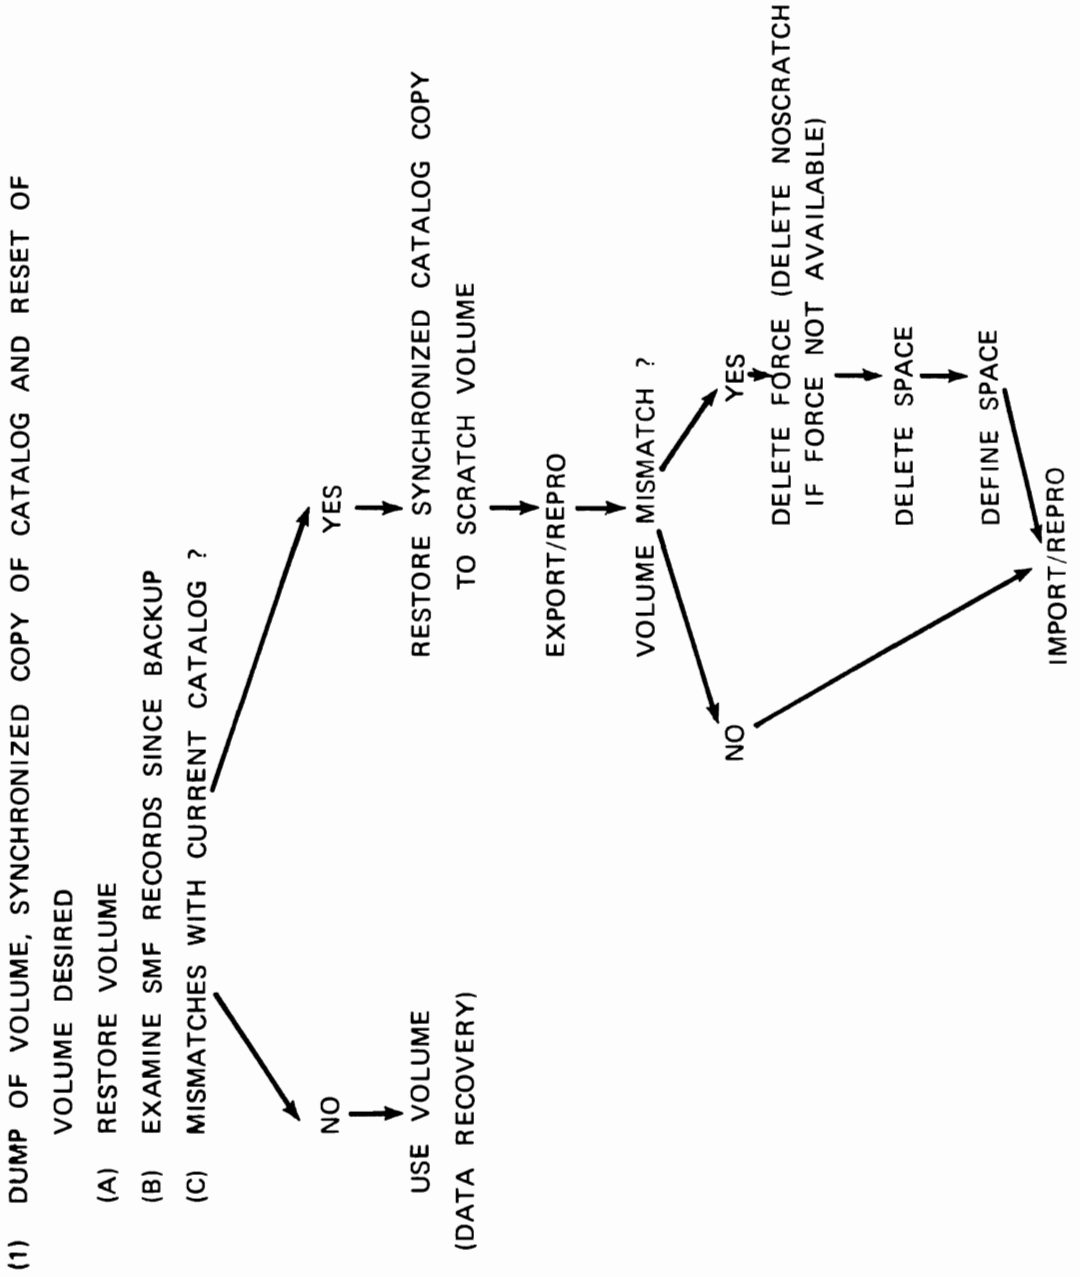 (1) DUMP OF VOLUME, SYNCHRONIZED COPY OF CATALOG AND RESET OF
VOLUME DESIRED
(A) RESTORE VOLUME
(B) EXAMINE SMF RECORDS SINCE BACKUP
(C) MISMATCHES WITH CURRENT CATALOG ?
NO
YES
USE VOLUME
(DATA RECOVERY)
RESTORE SYNCHRONIZED CATALOG COPY
TO SCRATCH VOLUME
EXPORT/REPRO
VOLUME MISMATCH ?
NO
YES
DELETE FORCE (DELETE NOSCRATCH
IF FORCE NOT AVAILABLE)
DELETE SPACE
DEFINE SPACE
IMPORT/REPRO